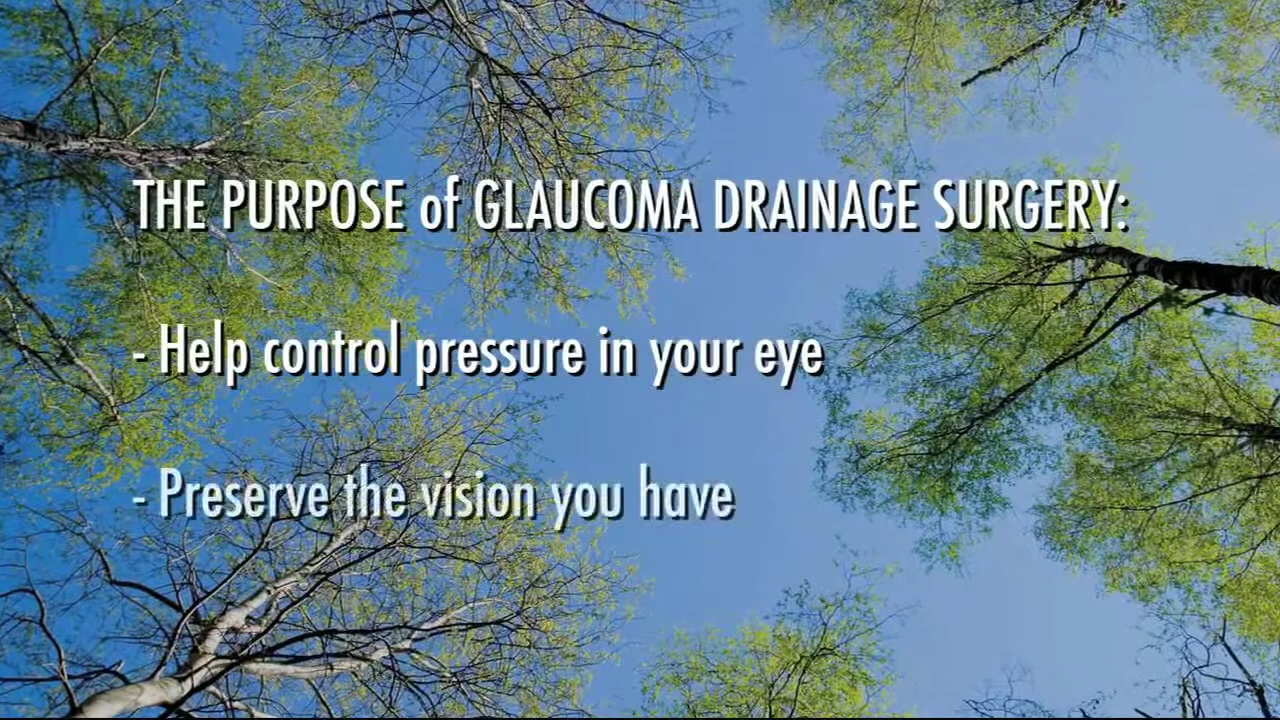 THE PURPOSE of GLAUCOMA DRAINAGE SURGERY:
- Help control pressure in your eye
- Preserve the vision you have